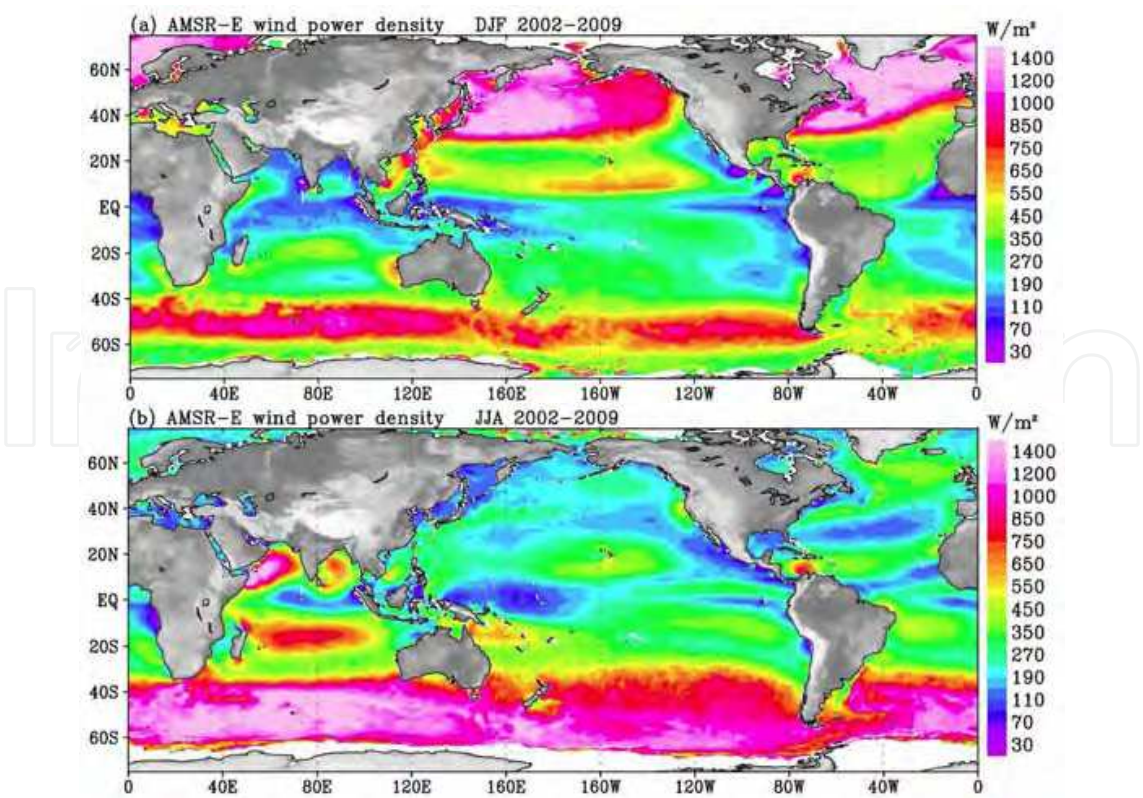 (a) AMSR-E wind power density DJF 2002-2009
W/m²
1400
1200
1000
850
750
650
550
450
350
270
190
110
70
30
60N
40N
20N
EQ
20S
40S
60S
0 40E 80E 120E 160E 160W 120W 80W 40W 0
(b) AMSR-E wind power density JJA 2002-2009
W/m²
1400
1200
1000
850
750
650
550
450
350
270
190
110
70
30
60N
40N
20N
EQ
20S
40S
60S
0 40E 80E 120E 160E 160W 120W 80W 40W 0